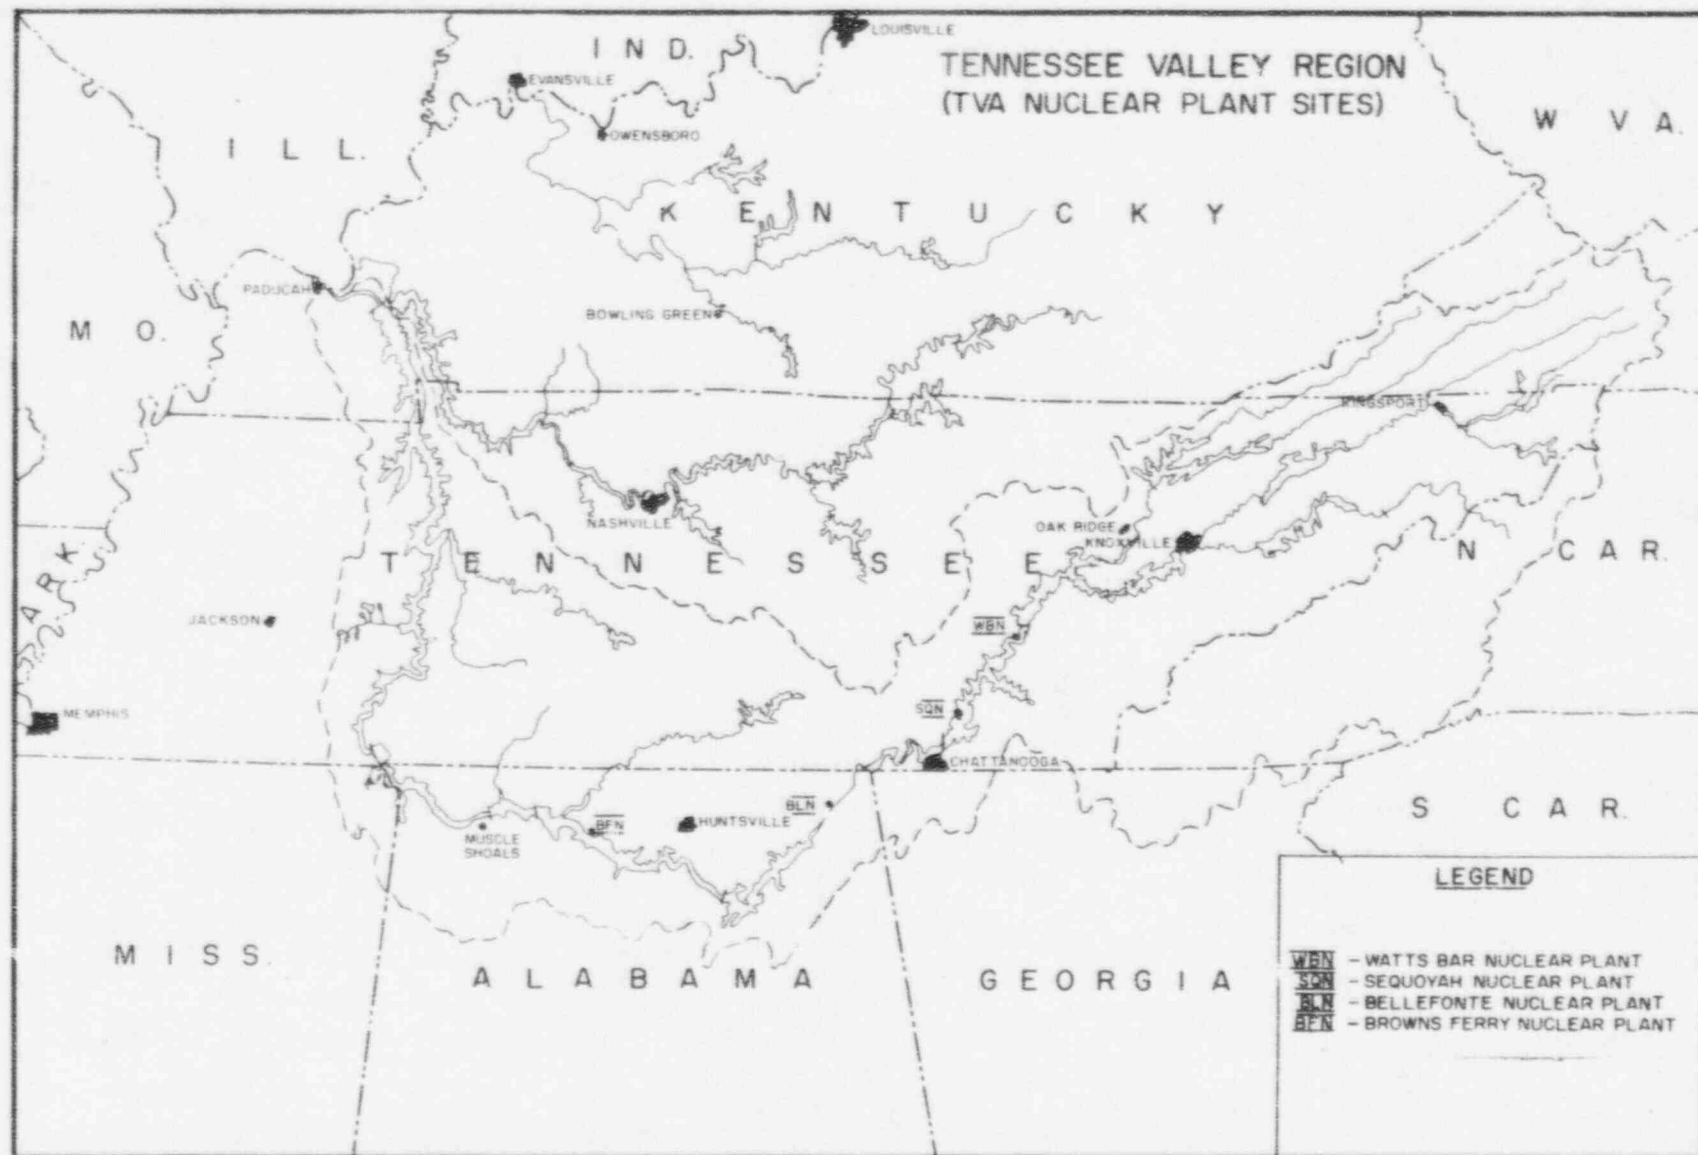 LOUISVILLE
IND.
TENNESSEE VALLEY REGION
(TVA NUCLEAR PLANT SITES)
EVANSVILLE
W VA.
OWENSBORO
ILL.
KENTUCKY
PADUCAH
BOWLING GREEN
MO.
KINGSPORT
NASHVILLE
OAK RIDGE
KNOXVILLE
TENNESSEE
N CAR.
ARK.
JACKSON
WBN
SQN
MEMPHIS
CHATTANOOGA
BLN
BFN
HUNTSVILLE
MUSCLE
SHOALS
S CAR.
MISS.
ALABAMA
GEORGIA
LEGEND
WBN - WATTS BAR NUCLEAR PLANT
SQN - SEQUOYAH NUCLEAR PLANT
BLN - BELLEFONTE NUCLEAR PLANT
BFN - BROWNS FERRY NUCLEAR PLANT